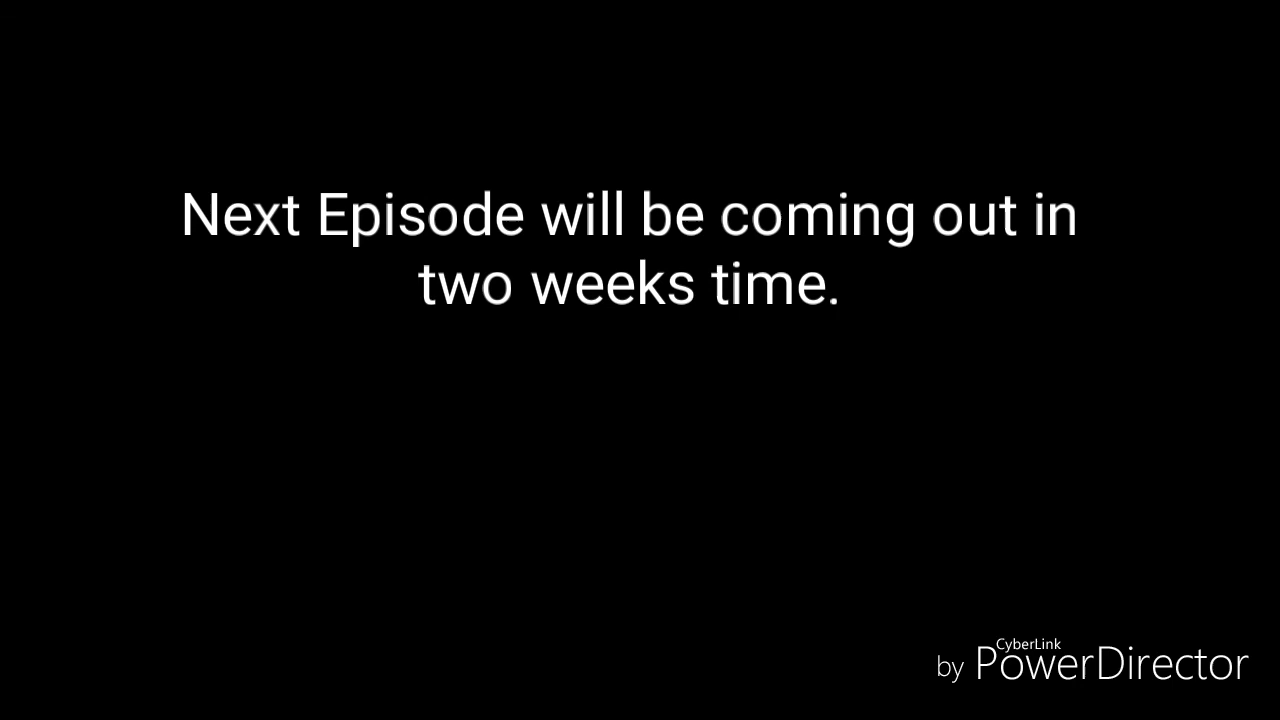 Next Episode will be coming out in
two weeks time.
CyberLink
by PowerDirector